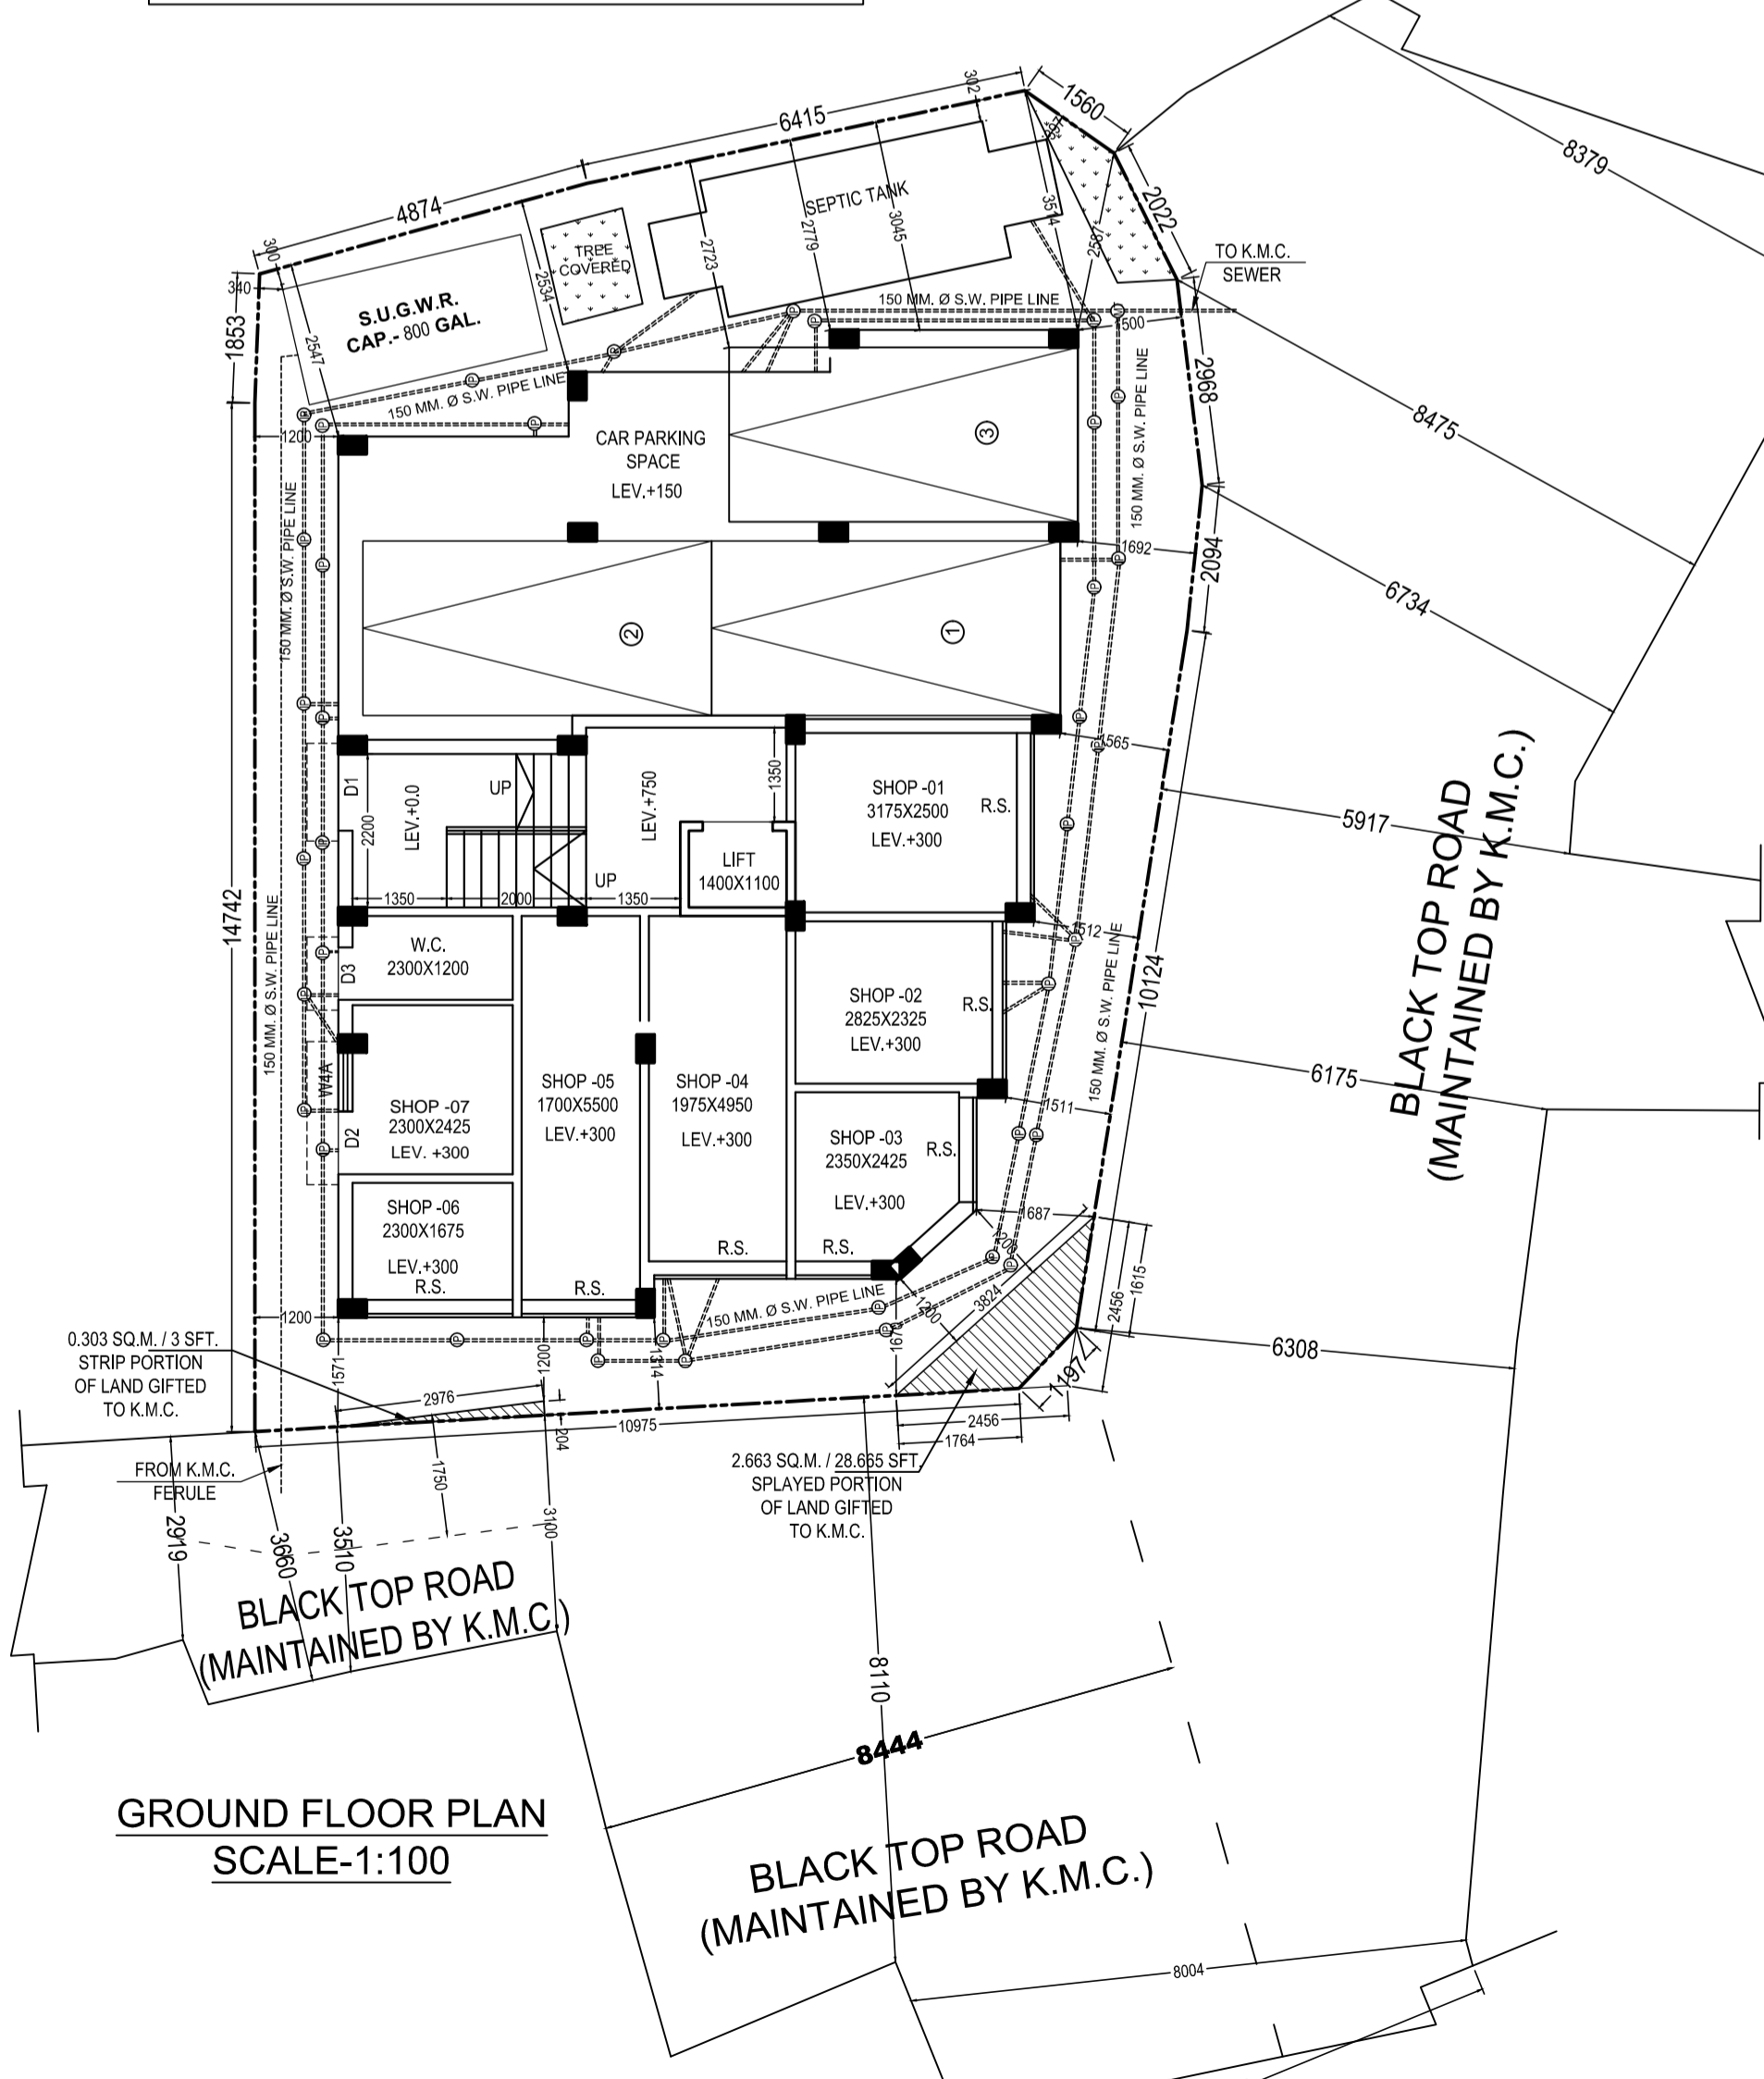 302
1560
6415
8379
397
4874
SEPTIC TANK
3514
2022
2779
3045
2587
300
TREE
COVERED
2723
TO K.M.C.
SEWER
340
2534
S.U.G.W.R.
CAP.- 800 GAL.
150 MM. Ø S.W. PIPE LINE
1853
2547
1500
150 MM. Ø S.W. PIPE LINE
2968
150 MM. Ø S.W. PIPE LINE
8475
1200
CAR PARKING
SPACE
LEV.+150
3
150 MM. Ø S.W. PIPE LINE
1692
2094
6734
2
1
1565
BLACK TOP ROAD
(MAINTAINED BY K.M.C.)
D1
2200
LEV.+0.0
UP
LEV.+750
1350
SHOP -01
3175X2500
LEV.+300
R.S.
5917
LIFT
1400X1100
UP
1350
2000
1350
14742
150 MM. Ø S.W. PIPE LINE
W.C.
2300X1200
D3
1512
10124
SHOP -02
2825X2325
LEV.+300
R.S.
150 MM. Ø S.W. PIPE LINE
6175
W4A
SHOP -07
2300X2425
LEV. +300
D2
SHOP -05
1700X5500
LEV.+300
SHOP -04
1975X4950
LEV.+300
1511
SHOP -03
2350X2425
LEV.+300
R.S.
SHOP -06
2300X1675
LEV.+300
R.S.
R.S.
R.S.
R.S.
1687
1200
1615
2456
3824
1200
150 MM. Ø S.W. PIPE LINE
1200
0.303 SQ.M. / 3 SFT.
STRIP PORTION
OF LAND GIFTED
TO K.M.C.
1571
1200
1314
1670
6308
1197
2976
204
10975
2456
1764
2.663 SQ.M. / 28.665 SFT.
SPLAYED PORTION
OF LAND GIFTED
TO K.M.C.
FROM K.M.C.
FERULE
1750
2919
3660
3510
3100
BLACK TOP ROAD
(MAINTAINED BY K.M.C.)
8110
8444
GROUND FLOOR PLAN
SCALE-1:100
BLACK TOP ROAD
(MAINTAINED BY K.M.C.)
8004